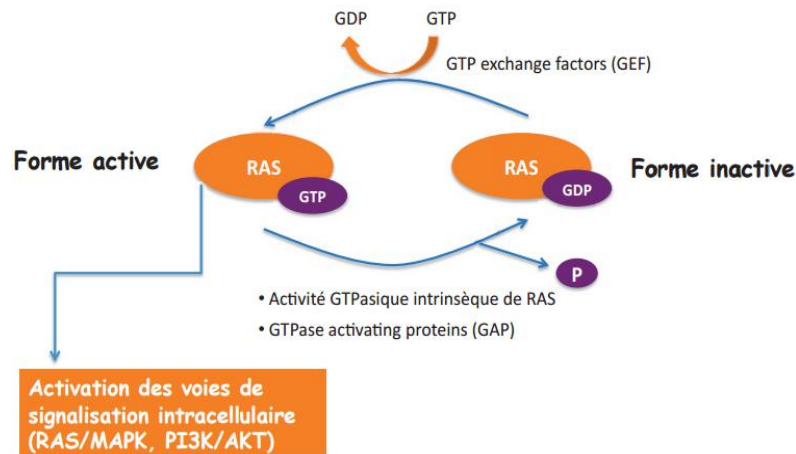 GDP GTP
GTP exchange factors (GEF)
Forme active
RAS
GTP
RAS
GDP
Forme inactive
P
• Activité GTPasique intrinsèque de RAS
• GTPase activating proteins (GAP)
Activation des voies de
signalisation intracellulaire
(RAS/MAPK, PI3K/AKT)